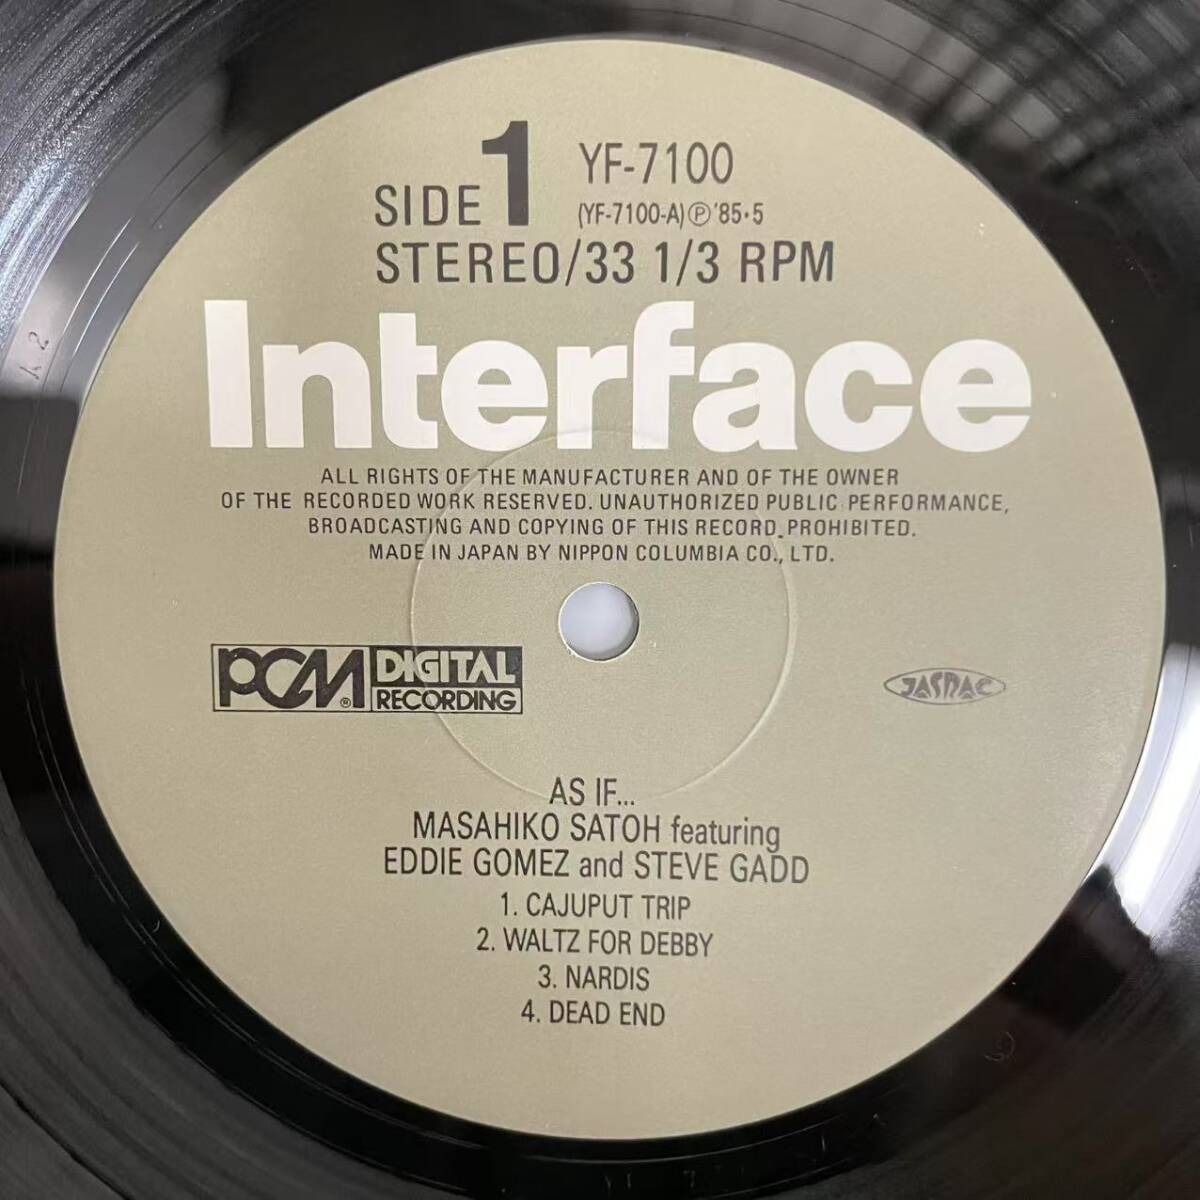 SIDE 1 YF-7100
(YF-7100-A) Ⓟ '85・5
STEREO/33 1/3 RPM
Interface
ALL RIGHTS OF THE MANUFACTURER AND OF THE OWNER
OF THE RECORDED WORK RESERVED. UNAUTHORIZED PUBLIC PERFORMANCE,
BROADCASTING AND COPYING OF THIS RECORD PROHIBITED.
MADE IN JAPAN BY NIPPON COLUMBIA CO., LTD.
PCM® DIGITAL
RECORDING
JASRAC
AS IF...
MASAHIKO SATOH featuring
EDDIE GOMEZ and STEVE GADD
1. CAJUPUT TRIP
2. WALTZ FOR DEBBY
3. NARDIS
4. DEAD END